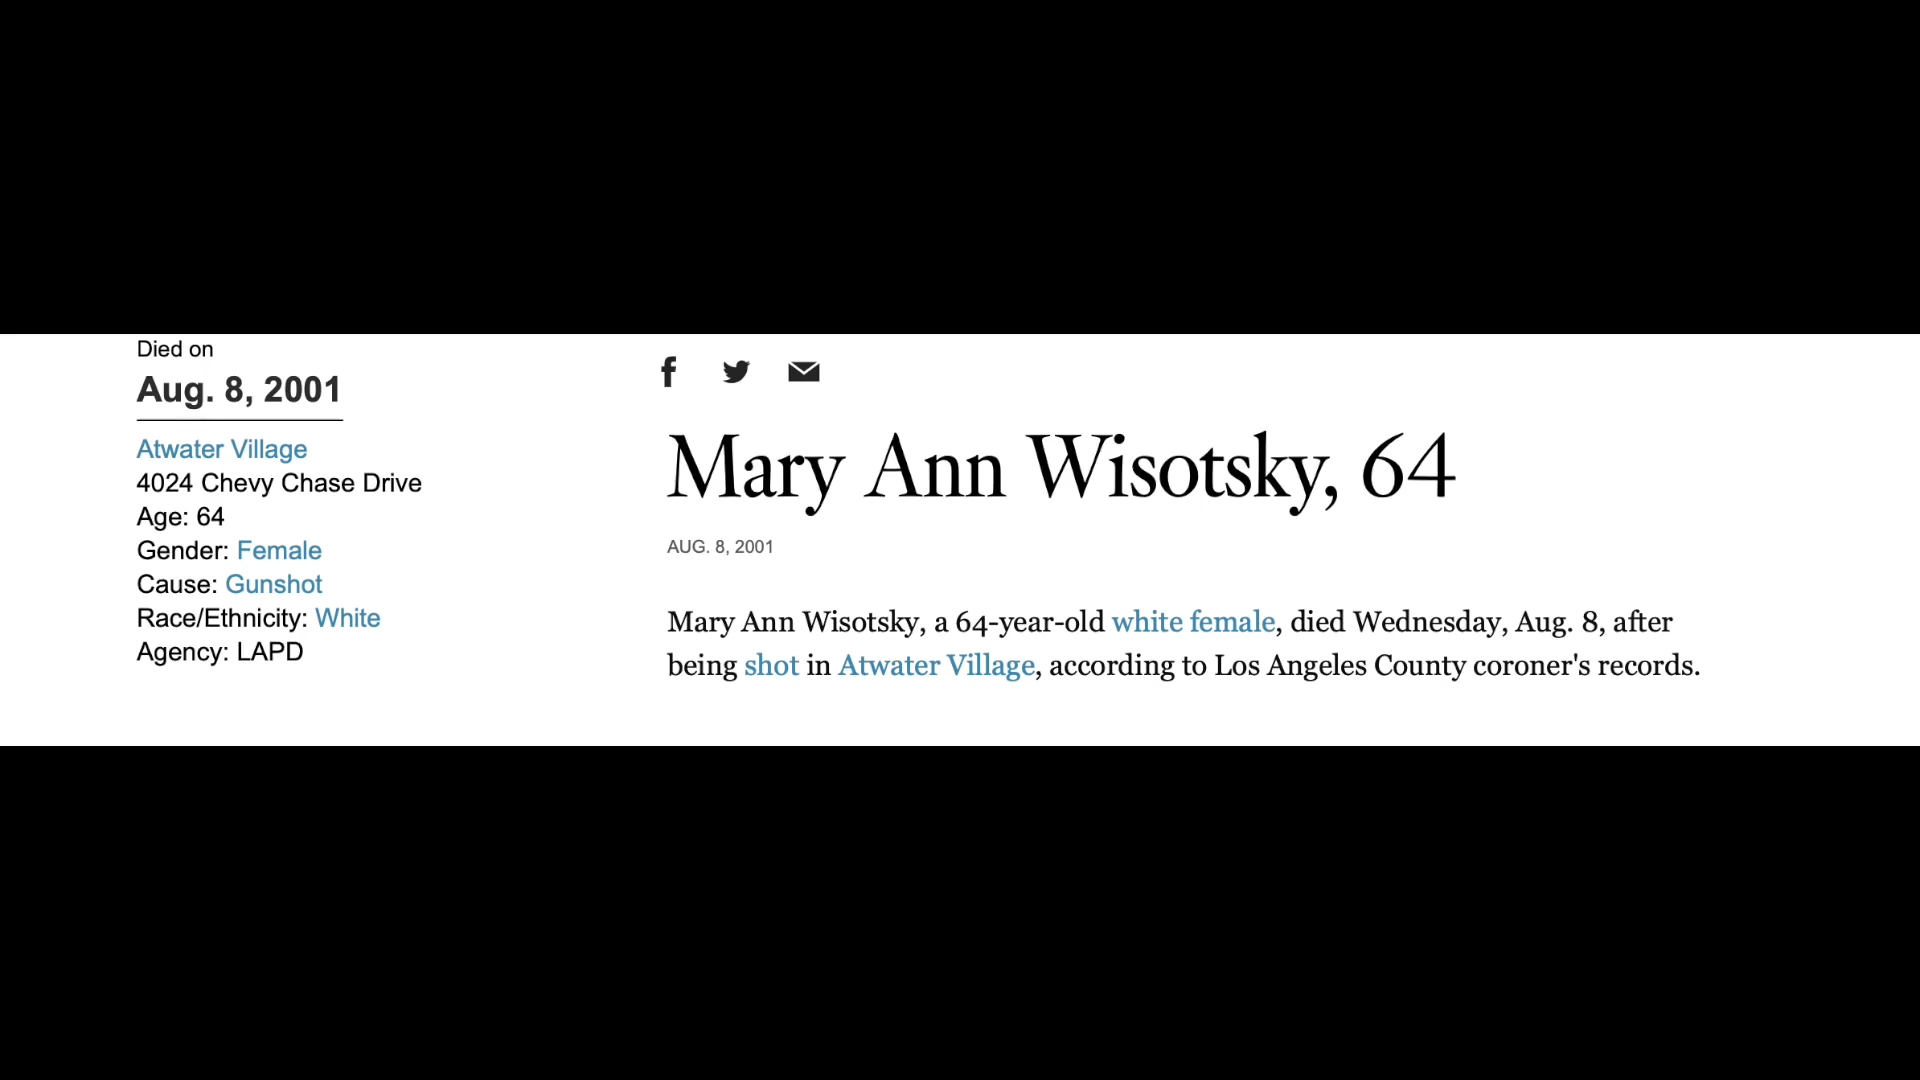 Died on
Aug. 8, 2001
Atwater Village
4024 Chevy Chase Drive
Age: 64
Gender: Female
Cause: Gunshot
Race/Ethnicity: White
Agency: LAPD
Mary Ann Wisotsky, 64
AUG. 8, 2001
Mary Ann Wisotsky, a 64-year-old white female, died Wednesday, Aug. 8, after
being shot in Atwater Village, according to Los Angeles County coroner's records.